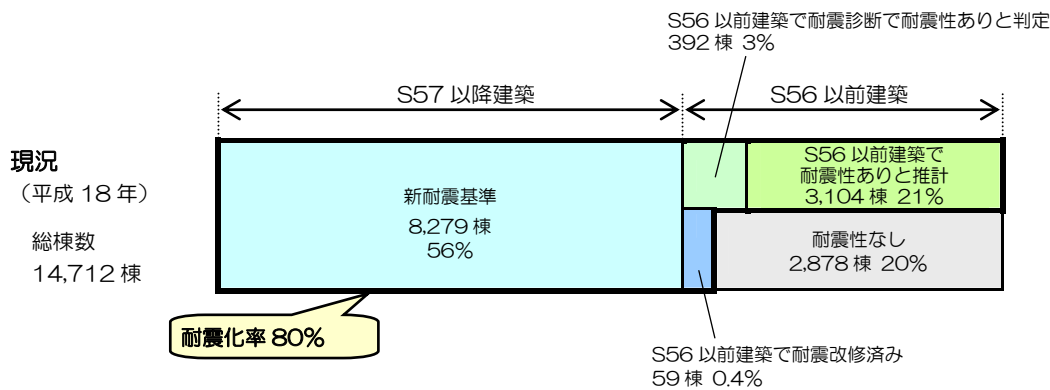 S56 以前建築で耐震診断で耐震性ありと判定
392 棟 3%
S57 以降建築
S56 以前建築
現況
(平成 18 年)
総棟数
14,712 棟
新耐震基準
8,279 棟
56%
S56 以前建築で
耐震性ありと推計
3,104 棟 21%
耐震性なし
2,878 棟 20%
耐震化率 80%
S56 以前建築で耐震改修済み
59 棟 0.4%